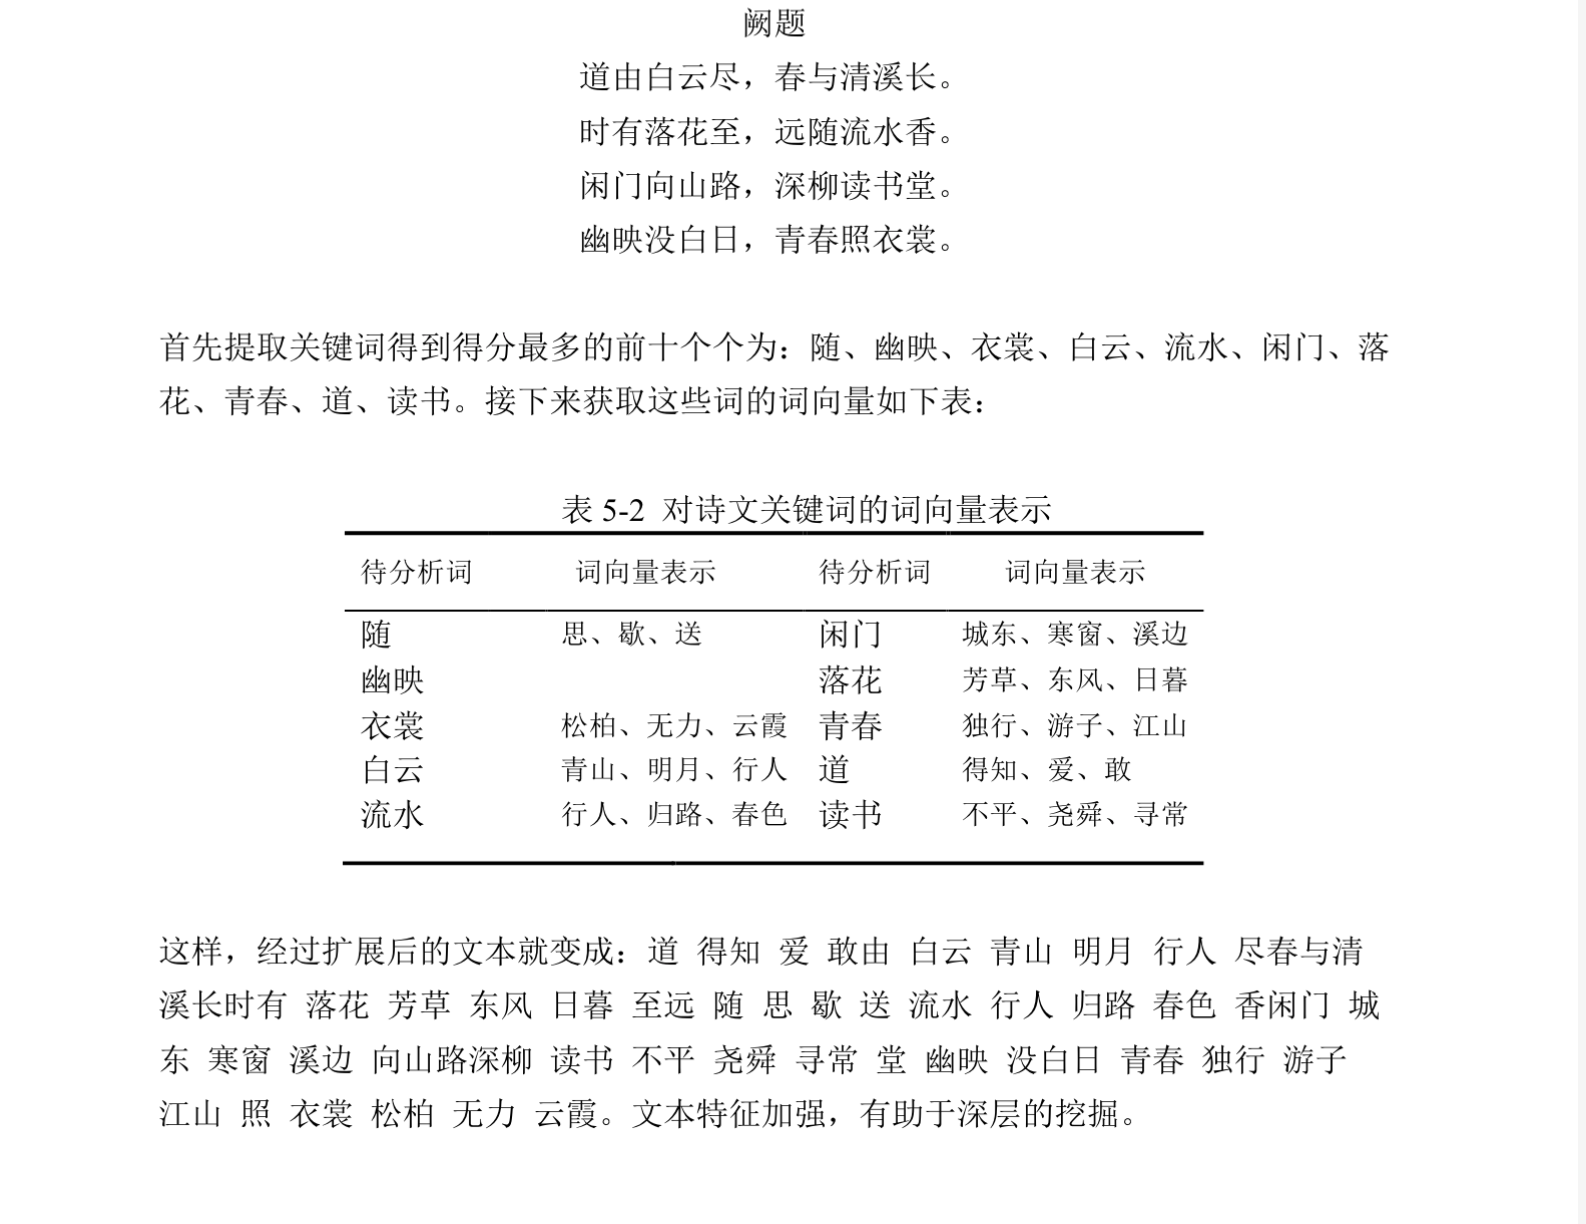 阙题
道由白云尽，春与清溪长。
时有落花至，远随流水香。
闲门向山路，深柳读书堂。
幽映没白日，青春照衣裳。
首先提取关键词得到得分最多的前十个个为：随、幽映、衣裳、白云、流水、闲门、落
花、青春、道、读书。接下来获取这些词的词向量如下表：
表 5-2 对诗文关键词的词向量表示
待分析词 词向量表示 待分析词 词向量表示
随 思、歇、送 闲门 城东、寒窗、溪边
幽映 落花 芳草、东风、日暮
衣裳 松柏、无力、云霞 青春 独行、游子、江山
白云 青山、明月、行人 道 得知、爱、敢
流水 行人、归路、春色 读书 不平、尧舜、寻常
这样，经过扩展后的文本就变成：道 得知 爱 敢由 白云 青山 明月 行人 尽春与清
溪长时有 落花 芳草 东风 日暮 至远 随 思 歇 送 流水 行人 归路 春色 香闲门 城
东 寒窗 溪边 向山路深柳 读书 不平 尧舜 寻常 堂 幽映 没白日 青春 独行 游子
江山 照 衣裳 松柏 无力 云霞。文本特征加强，有助于深层的挖掘。